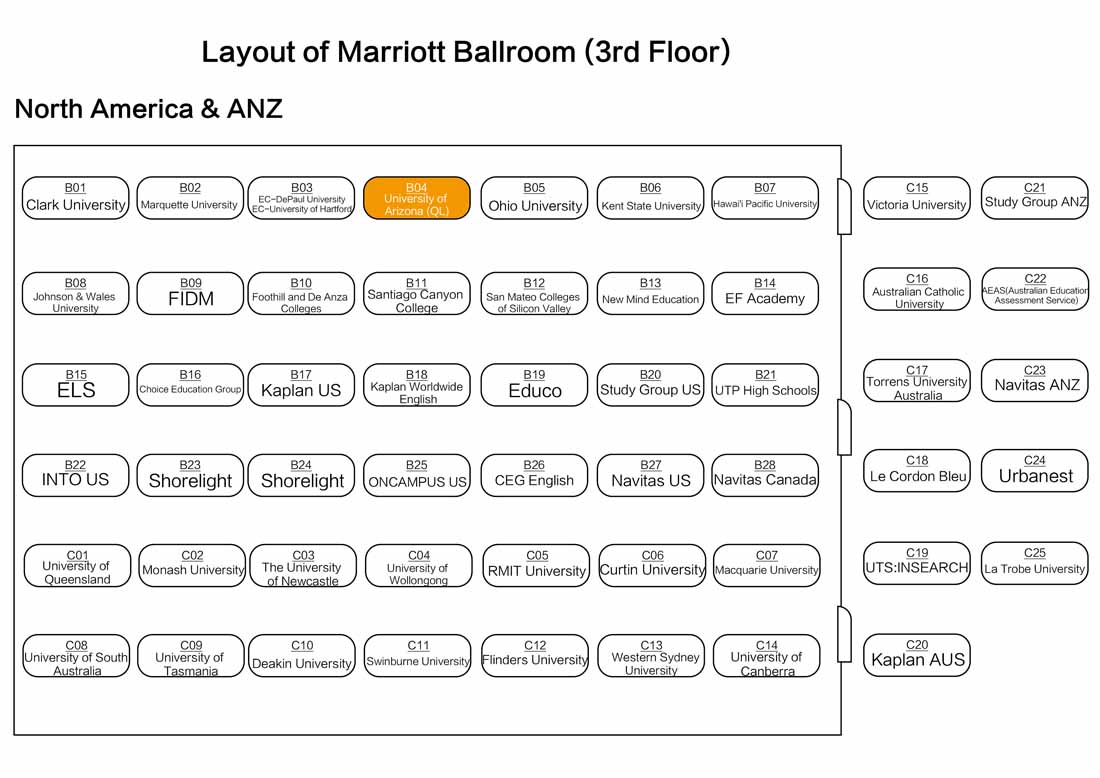 Layout of Marriott Ballroom (3rd Floor)
North America & ANZ
B01
Clark University
B02
Marquette University
B03
EC-DePaul University
EC-University of Hartford
B04
University of
Arizona (QL)
B05
Ohio University
B06
Kent State University
B07
Hawai'i Pacific University
C15
Victoria University
C21
Study Group ANZ
B08
Johnson & Wales
University
B09
FIDM
B10
Foothill and De Anza
Colleges
B11
Santiago Canyon
College
B12
San Mateo Colleges
of Silicon Valley
B13
New Mind Education
B14
EF Academy
C16
Australian Catholic
University
C22
AEAS(Australian Education
Assessment Service)
B15
ELS
B16
Choice Education Group
B17
Kaplan US
B18
Kaplan Worldwide
English
B19
Educo
B20
Study Group US
B21
UTP High Schools
C17
Torrens University
Australia
C23
Navitas ANZ
B22
INTO US
B23
Shorelight
B24
Shorelight
B25
ONCAMPUS US
B26
CEG English
B27
Navitas US
B28
Navitas Canada
C18
Le Cordon Bleu
C24
Urbanest
C01
University of
Queensland
C02
Monash University
C03
The University
of Newcastle
C04
University of
Wollongong
C05
RMIT University
C06
Curtin University
C07
Macquarie University
C19
UTS:INSEARCH
C25
La Trobe University
C08
University of South
Australia
C09
University of
Tasmania
C10
Deakin University
C11
Swinburne University
C12
Flinders University
C13
Western Sydney
University
C14
University of
Canberra
C20
Kaplan AUS